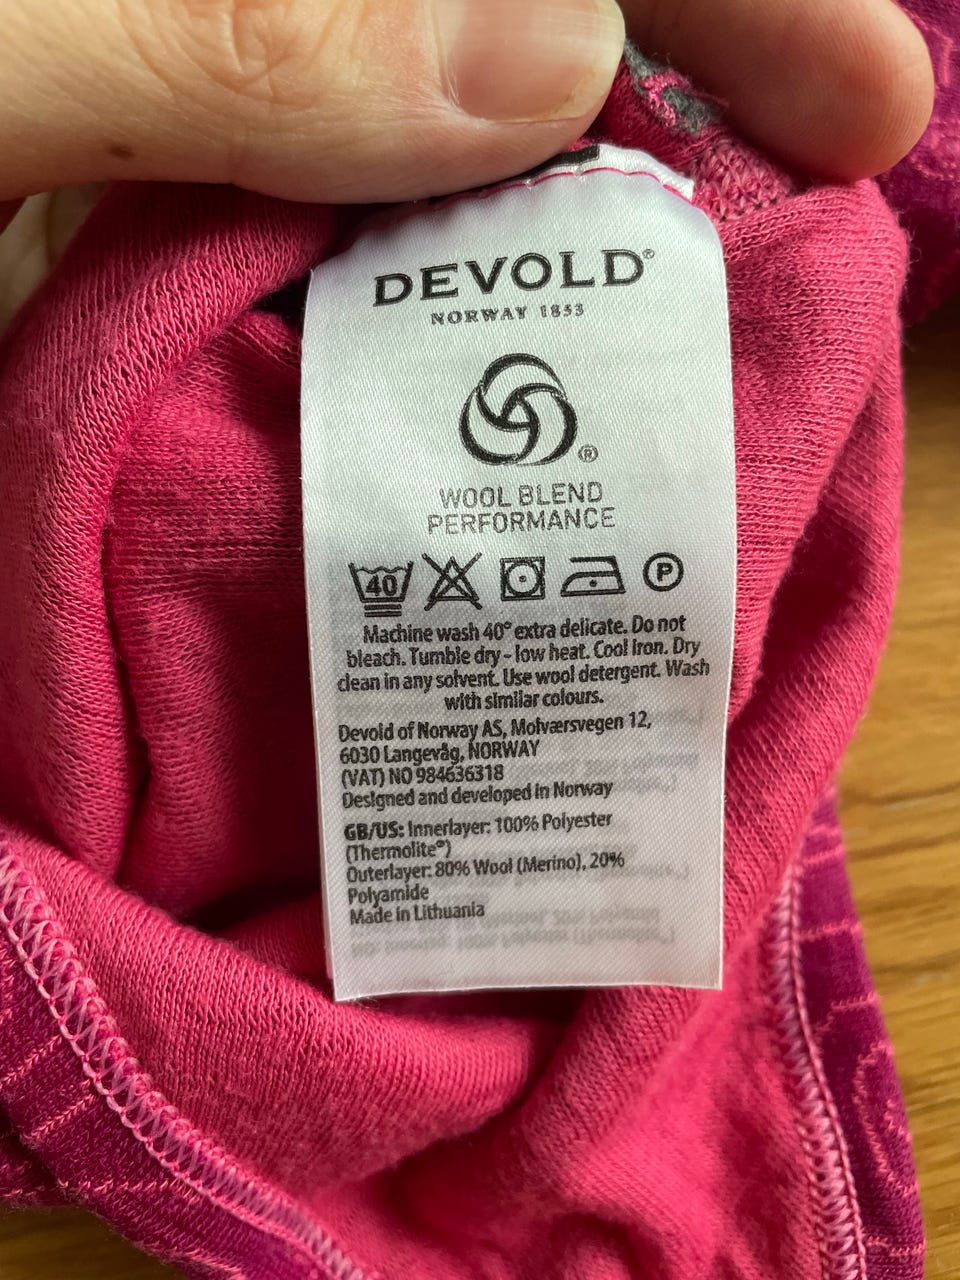 DEVOLD®
NORWAY 1853
®
WOOL BLEND
PERFORMANCE
40 P
Machine wash 40° extra delicate. Do not
bleach. Tumble dry - low heat. Cool Iron. Dry
clean in any solvent. Use wool detergent. Wash
with similar colours.
Devold of Norway AS, Molværsvegen 12,
6030 Langevåg, NORWAY
(VAT) NO 984636318
Designed and developed in Norway
GB/US: Innerlayer: 100% Polyester
(Thermolite®)
Outerlayer: 80% Wool (Merino), 20%
Polyamide
Made in Lithuania